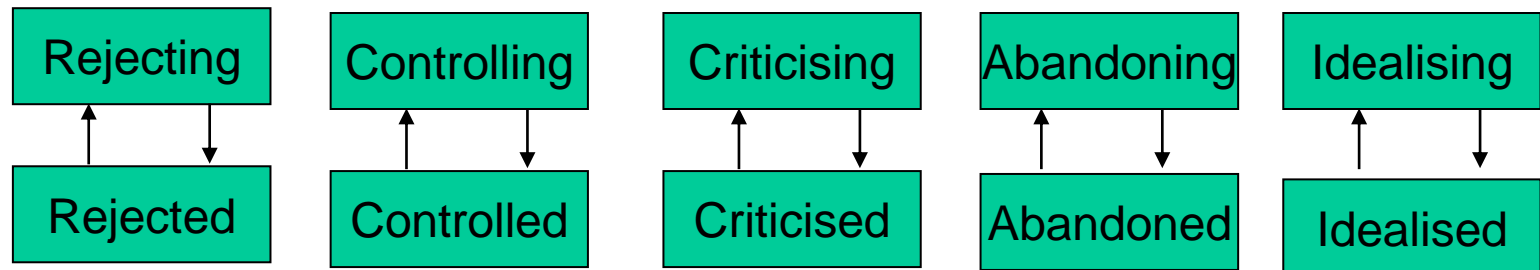 Rejecting
Controlling
Criticising
Abandoning
Idealising
Rejected
Controlled
Criticised
Abandoned
Idealised